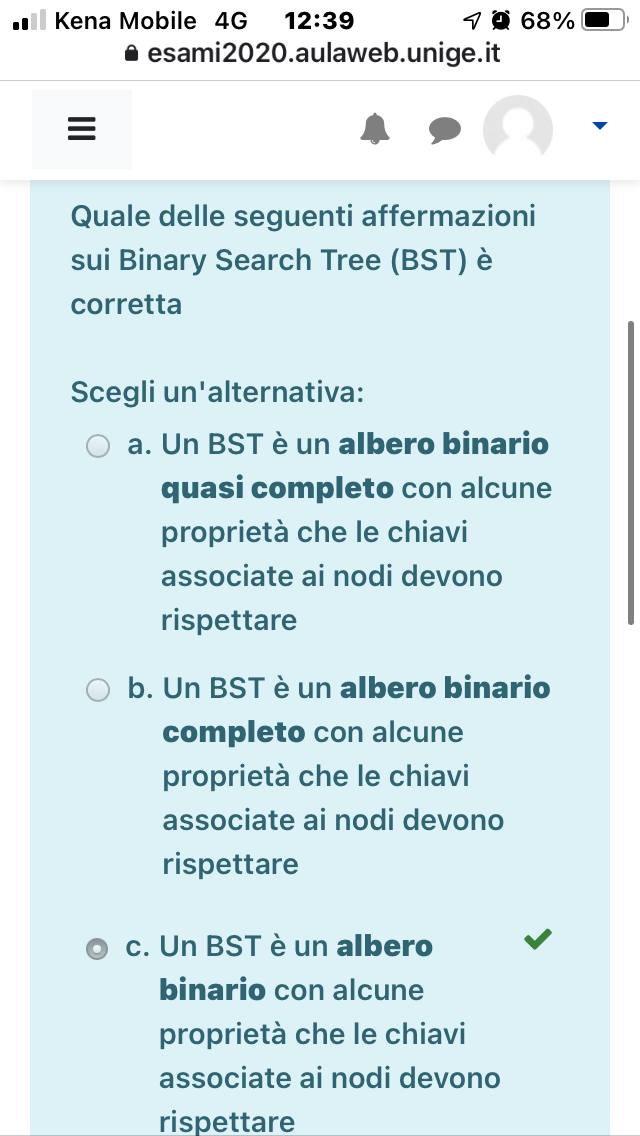 Kena Mobile 4G 12:39 68%
esami2020.aulaweb.unige.it
Quale delle seguenti affermazioni
sui Binary Search Tree (BST) è
corretta
Scegli un'alternativa:
a. Un BST è un albero binario
quasi completo con alcune
proprietà che le chiavi
associate ai nodi devono
rispettare
b. Un BST è un albero binario
completo con alcune
proprietà che le chiavi
associate ai nodi devono
rispettare
c. Un BST è un albero
binario con alcune
proprietà che le chiavi
associate ai nodi devono
rispettare